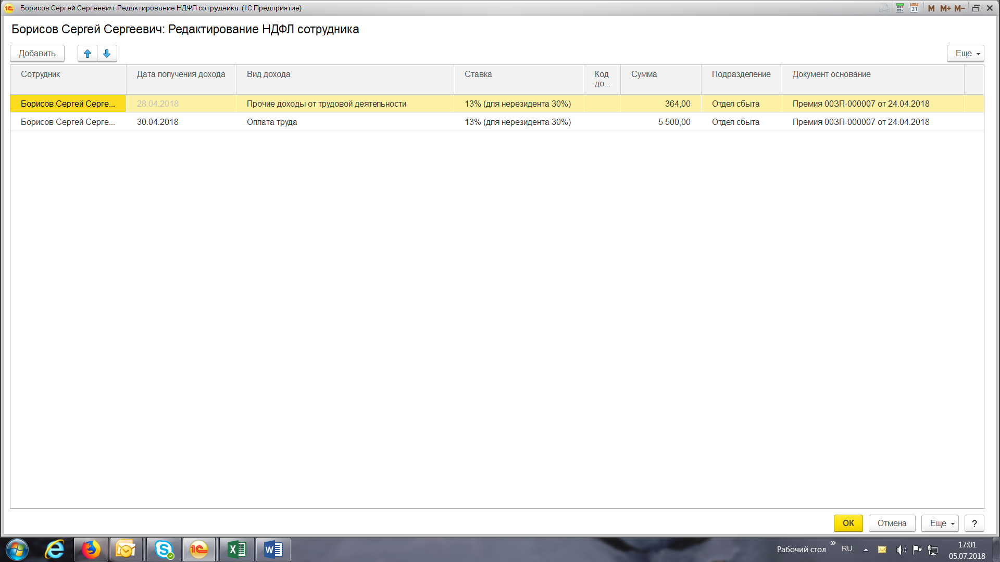 Борисов Сергей Сергеевич: Редактирование НДФЛ сотрудника (1С:Предприятие)
31 M M+ M-
Борисов Сергей Сергеевич: Редактирование НДФЛ сотрудника
Добавить Еще
Сотрудник Дата получения дохода Вид дохода Ставка Код до... Сумма Подразделение Документ основание
Борисов Сергей Серге... 28.04.2018 Прочие доходы от трудовой деятельности 13% (для нерезидента 30%) 364,00 Отдел сбыта Премия 00ЗП-000007 от 24.04.2018
Борисов Сергей Серге... 30.04.2018 Оплата труда 13% (для нерезидента 30%) 5 500,00 Отдел сбыта Премия 00ЗП-000007 от 24.04.2018
ОК Отмена Еще ?
Рабочий стол » RU 17:01
05.07.2018